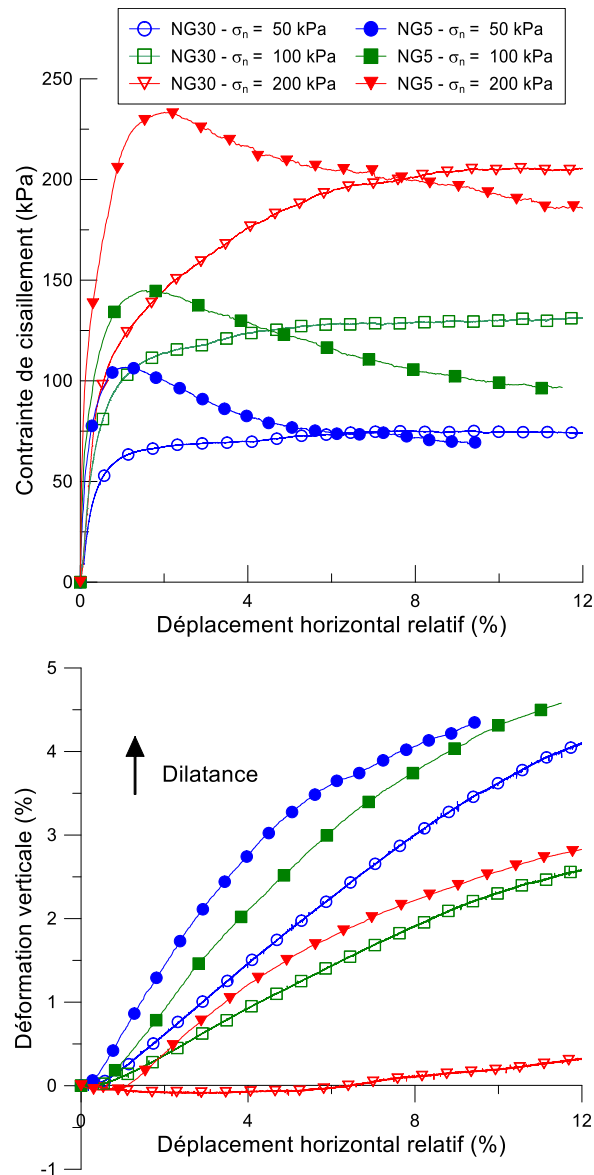 NG30 - σn = 50 kPa NG5 - σn = 50 kPa
NG30 - σn = 100 kPa NG5 - σn = 100 kPa
NG30 - σn = 200 kPa NG5 - σn = 200 kPa
250
200
150
100
50
0
Contrainte de cisaillement (kPa)
0 4 8 12
Déplacement horizontal relatif (%)
5
4
3
2
1
0
-1
Déformation verticale (%)
Dilatance
0 4 8 12
Déplacement horizontal relatif (%)